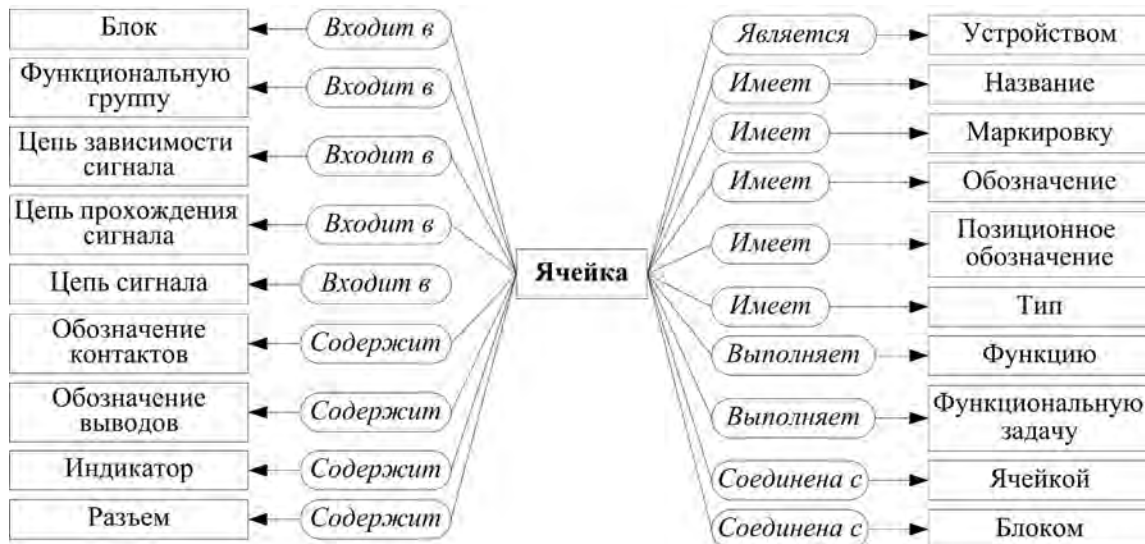 Блок
Входит в
Функциональную
группу
Входит в
Цепь зависимости
сигнала
Входит в
Цепь прохождения
сигнала
Входит в
Цепь сигнала
Входит в
Обозначение
контактов
Содержит
Обозначение
выводов
Содержит
Индикатор
Содержит
Разъем
Содержит
Ячейка
Является
Устройством
Имеет
Название
Имеет
Маркировку
Имеет
Обозначение
Имеет
Позиционное
обозначение
Имеет
Тип
Выполняет
Функцию
Выполняет
Функциональную
задачу
Соединена с
Ячейкой
Соединена с
Блоком